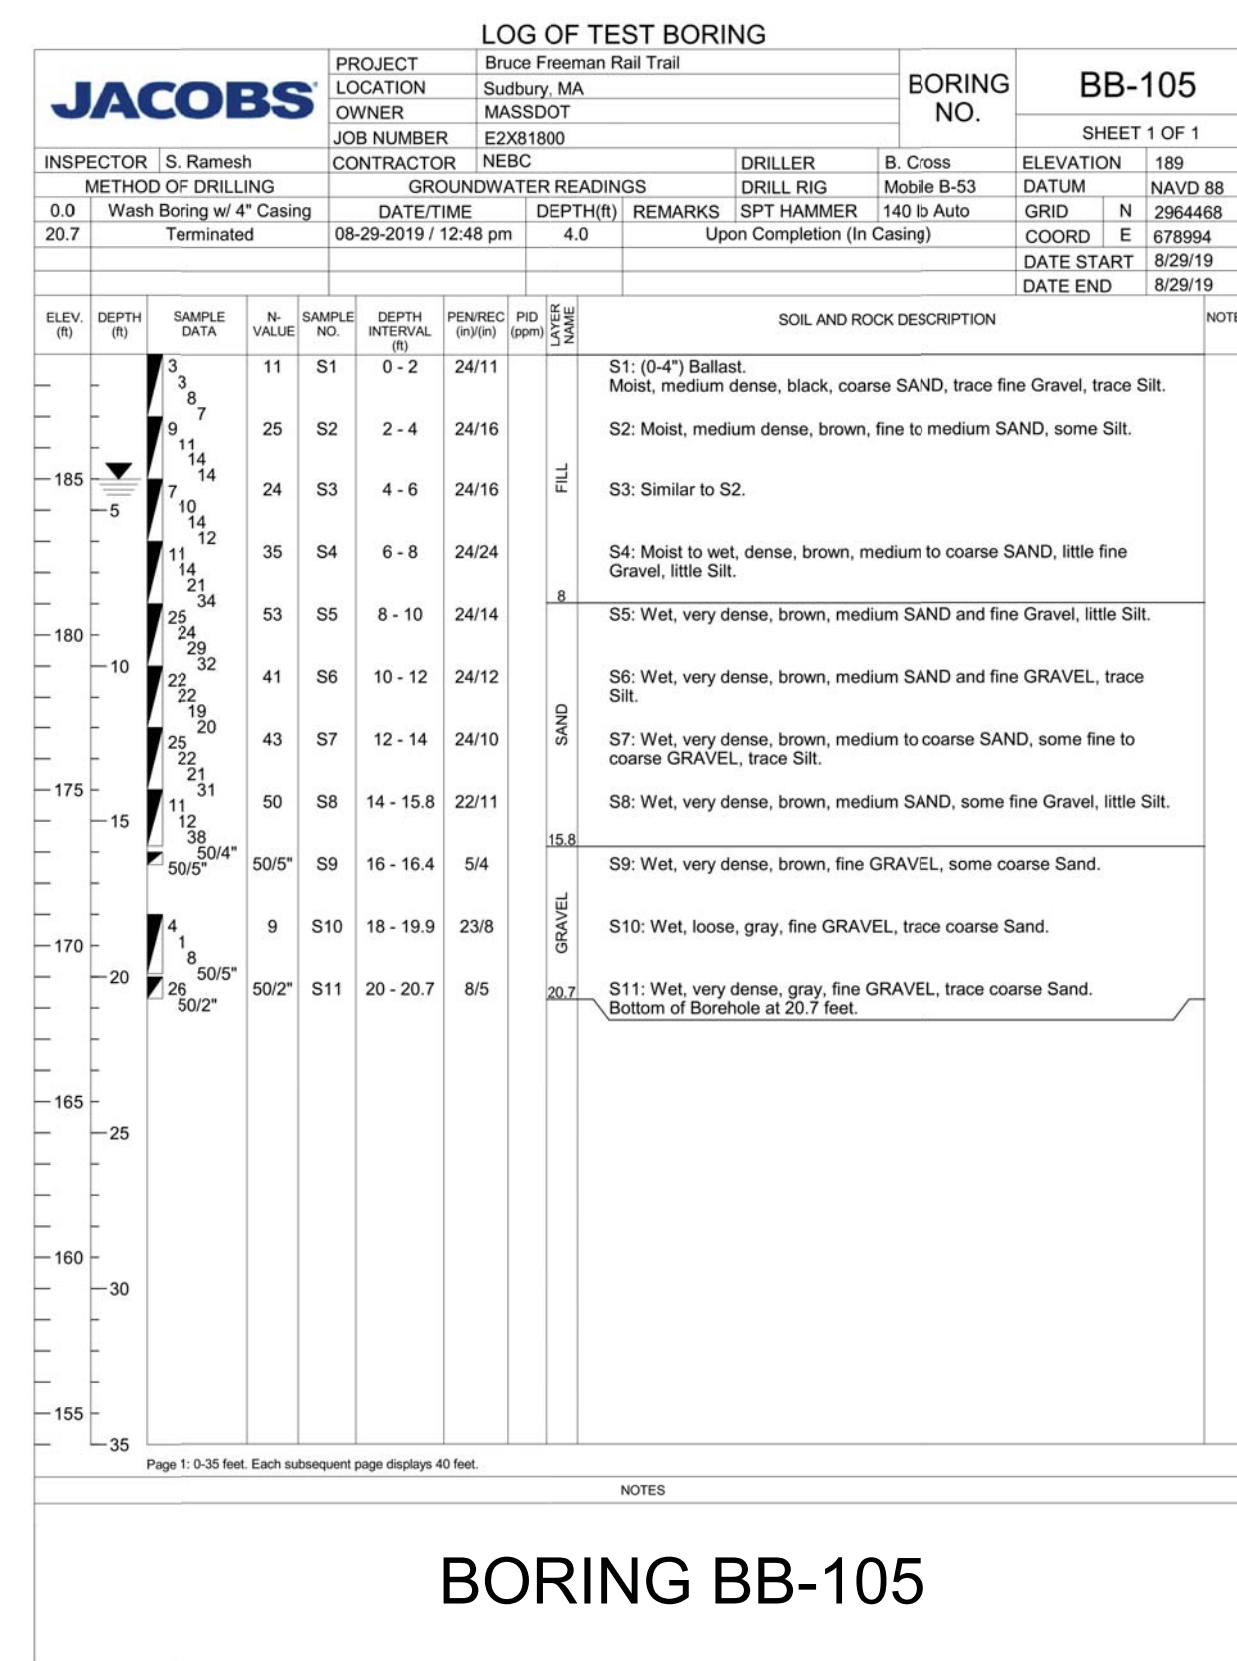 LOG OF TEST BORING
JACOBS
PROJECT Bruce Freeman Rail Trail
LOCATION Sudbury, MA
OWNER MASSDOT
JOB NUMBER E2X81800
BORING NO.
BB-105
SHEET 1 OF 1
INSPECTOR S. Ramesh CONTRACTOR NEBC DRILLER B. Cross ELEVATION 189
METHOD OF DRILLING GROUNDWATER READINGS DRILL RIG Mobile B-53 DATUM NAVD 88
0.0 Wash Boring w/ 4" Casing DATE/TIME DEPTH(ft) REMARKS SPT HAMMER 140 lb Auto GRID N 2964468
20.7 Terminated 08-29-2019 / 12:48 pm 4.0 Upon Completion (In Casing) COORD E 678994
DATE START 8/29/19
DATE END 8/29/19
ELEV. (ft) DEPTH (ft) SAMPLE DATA N-VALUE SAMPLE NO. DEPTH INTERVAL (ft) PEN/REC (in)/(in) PID (ppm) LAYER NAME SOIL AND ROCK DESCRIPTION NOTE
3 3 8 7 11 S1 0 - 2 24/11 S1: (0-4") Ballast.
Moist, medium dense, black, coarse SAND, trace fine Gravel, trace Silt.
9 11 14 14 25 S2 2 - 4 24/16 S2: Moist, medium dense, brown, fine to medium SAND, some Silt.
185
FILL
7 10 14 12 24 S3 4 - 6 24/16 S3: Similar to S2.
5
11 14 21 34 35 S4 6 - 8 24/24 S4: Moist to wet, dense, brown, medium to coarse SAND, little fine
Gravel, little Silt.
8
25 24 29 32 53 S5 8 - 10 24/14 S5: Wet, very dense, brown, medium SAND and fine Gravel, little Silt.
180
10
22 22 19 20 41 S6 10 - 12 24/12 S6: Wet, very dense, brown, medium SAND and fine GRAVEL, trace
Silt.
SAND
25 22 21 31 43 S7 12 - 14 24/10 S7: Wet, very dense, brown, medium to coarse SAND, some fine to
coarse GRAVEL, trace Silt.
175
11 12 38 50/4" 50 S8 14 - 15.8 22/11 S8: Wet, very dense, brown, medium SAND, some fine Gravel, little Silt.
15
15.8
50/5" 50/5" S9 16 - 16.4 5/4 S9: Wet, very dense, brown, fine GRAVEL, some coarse Sand.
GRAVEL
4 1 8 50/5" 9 S10 18 - 19.9 23/8 S10: Wet, loose, gray, fine GRAVEL, trace coarse Sand.
170
20
26 50/2" 50/2" S11 20 - 20.7 8/5 20.7 S11: Wet, very dense, gray, fine GRAVEL, trace coarse Sand.
Bottom of Borehole at 20.7 feet.
165
25
160
30
155
35
Page 1: 0-35 feet. Each subsequent page displays 40 feet.
NOTES
BORING BB-105